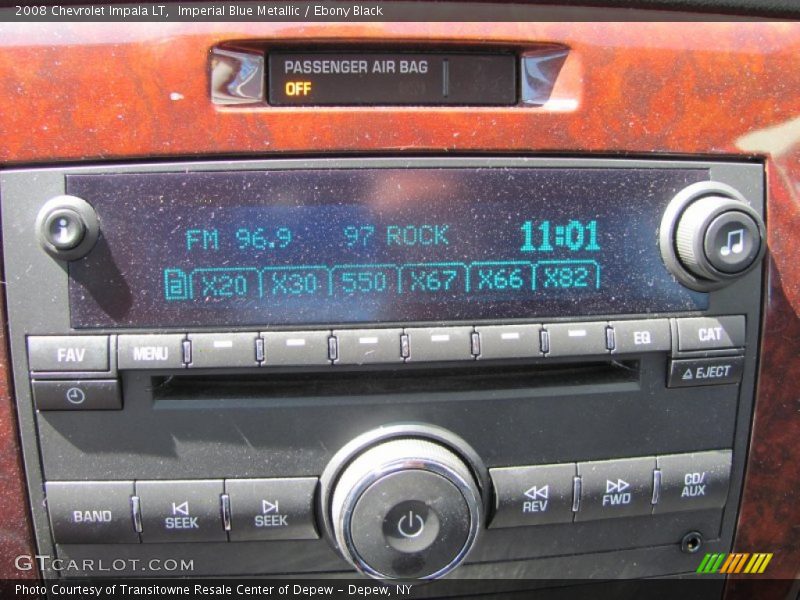 2008 Chevrolet Impala LT,  Imperial Blue Metallic / Ebony Black
PASSENGER AIR BAG
OFF
i
FM 96.9 97 ROCK 11:01
X20 X30 550 X67 X66 X82
FAV MENU EQ CAT
EJECT
BAND SEEK SEEK REV FWD CD/
AUX
GTCARLOT.COM
Photo Courtesy of Transitowne Resale Center of Depew – Depew, NY